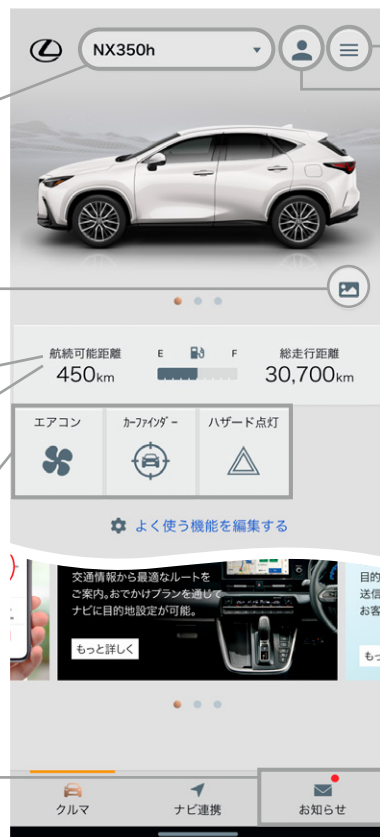 NX350h
航続可能距離 E F 総走行距離
450km 30,700km
エアコン カーファインダー ハザード点灯
よく使う機能を編集する
交通情報から最適なルートを
ご案内。おでかけプランを通じて
ナビに目的地設定が可能。
もっと詳しく
目的
送信
お客
もっ
クルマ ナビ連携 お知らせ